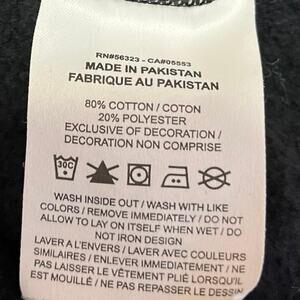 RN#56323 - CA#05553
MADE IN PAKISTAN
FABRIQUE AU PAKISTAN
80% COTTON / COTON
20% POLYESTER
EXCLUSIVE OF DECORATION /
DECORATION NON COMPRISE
30C
WASH INSIDE OUT / WASH WITH LIKE
COLORS / REMOVE IMMEDIATELY / DO NOT
ALLOW TO LAY ON ITSELF WHEN WET / DO
NOT IRON DESIGN
LAVER A L'ENVERS / LAVER AVEC COULEURS
SIMILAIRES / ENLEVER IMMEDIATEMENT / NE
PAS LAISSER LE VÊTEMENT PLIÉ LORSQU'IL
EST MOUILLÉ / NE PAS REPASSER LE DESSIN